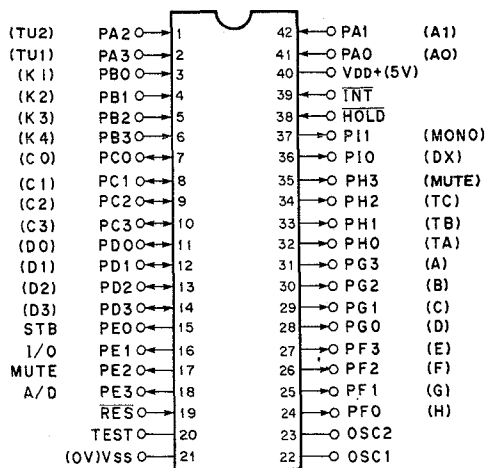 (TU2) PA2 1 42 PA1 (A1)
(TU1) PA3 2 41 PA0 (A0)
(K1) PB0 3 40 VDD+(5V)
(K2) PB1 4 39 INT
(K3) PB2 5 38 HOLD
(K4) PB3 6 37 PI1 (MONO)
(C0) PC0 7 36 PI0 (DX)
(C1) PC1 8 35 PH3 (MUTE)
(C2) PC2 9 34 PH2 (TC)
(C3) PC3 10 33 PH1 (TB)
(D0) PD0 11 32 PH0 (TA)
(D1) PD1 12 31 PG3 (A)
(D2) PD2 13 30 PG2 (B)
(D3) PD3 14 29 PG1 (C)
STB PE0 15 28 PG0 (D)
I/O PE1 16 27 PF3 (E)
MUTE PE2 17 26 PF2 (F)
A/D PE3 18 25 PF1 (G)
RES 19 24 PF0 (H)
TEST 20 23 OSC2
(0V)VSS 21 22 OSC1